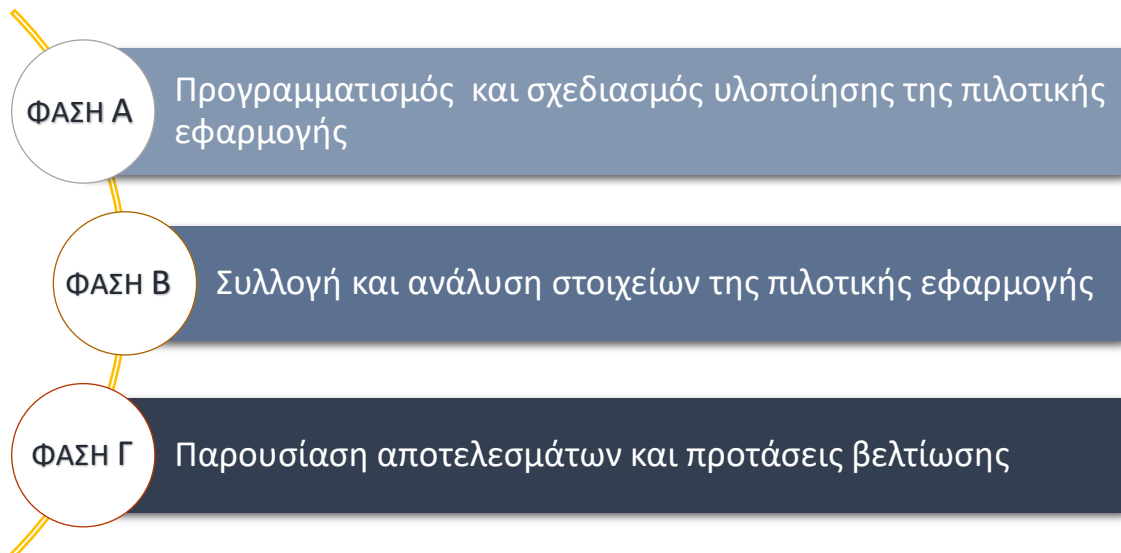 ΦΑΣΗ Α
Προγραμματισμός και σχεδιασμός υλοποίησης της πιλοτικής
εφαρμογής
ΦΑΣΗ Β
Συλλογή και ανάλυση στοιχείων της πιλοτικής εφαρμογής
ΦΑΣΗ Γ
Παρουσίαση αποτελεσμάτων και προτάσεις βελτίωσης